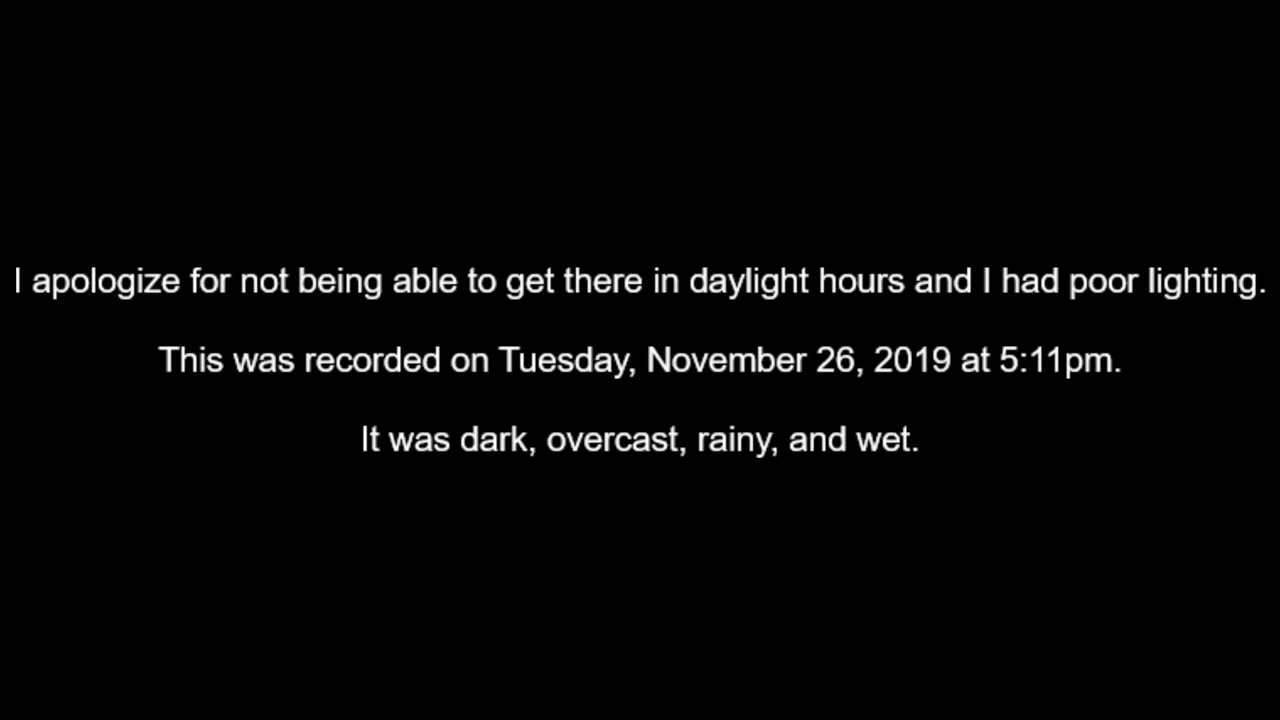 I apologize for not being able to get there in daylight hours and I had poor lighting.
This was recorded on Tuesday, November 26, 2019 at 5:11pm.
It was dark, overcast, rainy, and wet.